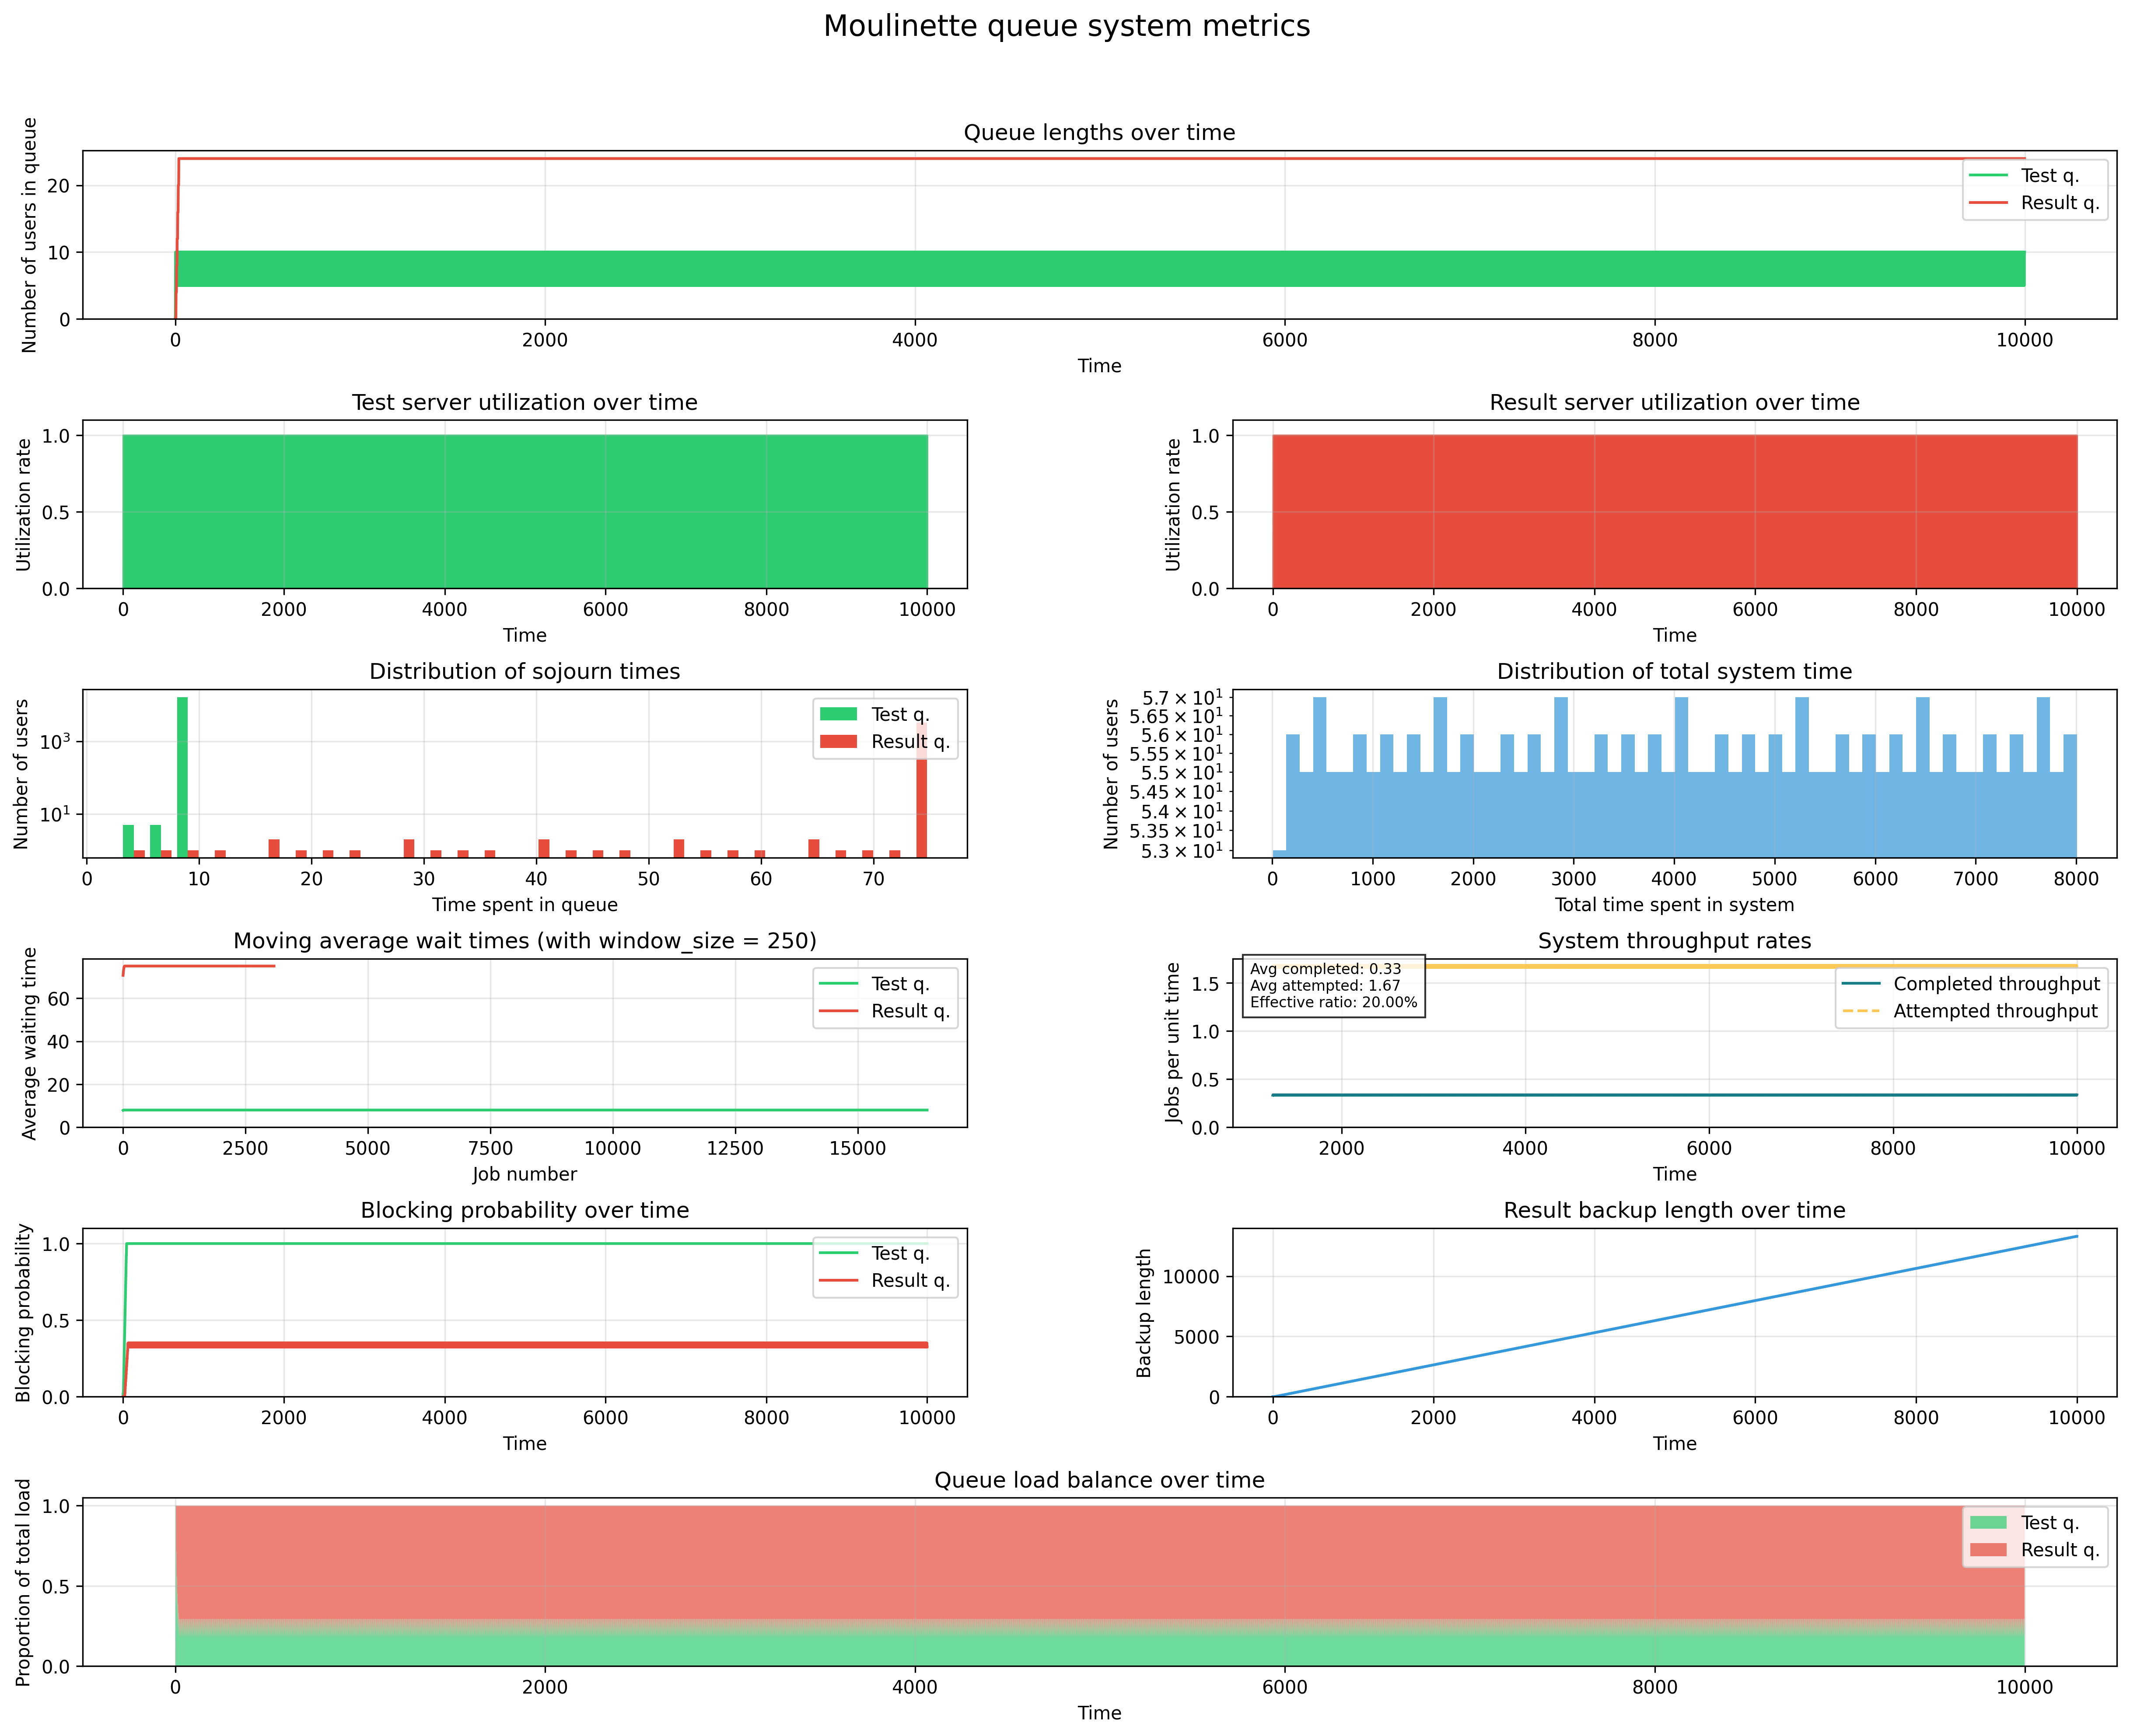 Moulinette queue system metrics
Queue lengths over time
Number of users in queue
20
10
0
Test q.
Result q.
0 2000 4000 6000 8000 10000
Time
Test server utilization over time
Utilization rate
1.0
0.5
0.0
0 2000 4000 6000 8000 10000
Time
Result server utilization over time
Utilization rate
1.0
0.5
0.0
0 2000 4000 6000 8000 10000
Time
Distribution of sojourn times
Number of users
10³
10¹
Test q.
Result q.
0 10 20 30 40 50 60 70
Time spent in queue
Distribution of total system time
Number of users
5.7 × 10¹
5.65 × 10¹
5.6 × 10¹
5.55 × 10¹
5.5 × 10¹
5.45 × 10¹
5.4 × 10¹
5.35 × 10¹
5.3 × 10¹
0 1000 2000 3000 4000 5000 6000 7000 8000
Total time spent in system
Moving average wait times (with window_size = 250)
Average waiting time
60
40
20
0
Test q.
Result q.
0 2500 5000 7500 10000 12500 15000
Job number
System throughput rates
Jobs per unit time
1.5
1.0
0.5
0.0
Avg completed: 0.33
Avg attempted: 1.67
Effective ratio: 20.00%
Completed throughput
Attempted throughput
2000 4000 6000 8000 10000
Time
Blocking probability over time
Blocking probability
1.0
0.5
0.0
Test q.
Result q.
0 2000 4000 6000 8000 10000
Time
Result backup length over time
Backup length
10000
5000
0
0 2000 4000 6000 8000 10000
Time
Queue load balance over time
Proportion of total load
1.0
0.5
0.0
Test q.
Result q.
0 2000 4000 6000 8000 10000
Time